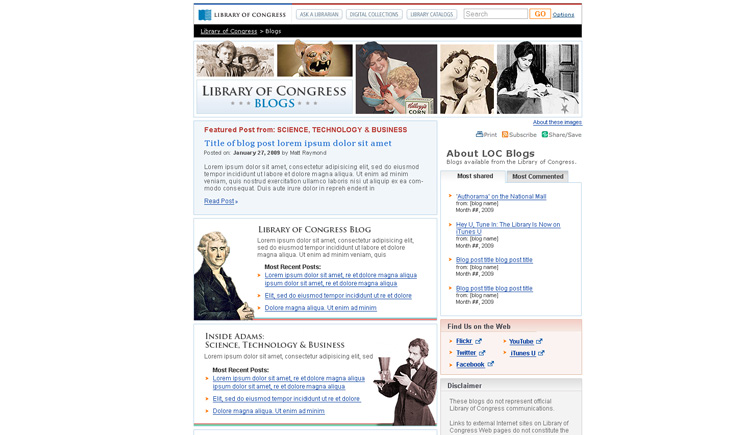 LIBRARY OF CONGRESS
ASK A LIBRARIAN
DIGITAL COLLECTIONS
LIBRARY CATALOGS
Search
GO
Options
Library of Congress > Blogs
Kellogg's
CORN
LIBRARY OF CONGRESS
BLOGS
About these images
Print
Subscribe
Share/Save
Featured Post from: SCIENCE, TECHNOLOGY & BUSINESS
Title of blog post lorem ipsum dolor sit amet
Posted on: January 27, 2009 by Matt Raymond
Lorem ipsum dolor sit amet, consectetur adipisicing elit, sed do eiusmod
tempor incididunt ut labore et dolore magna aliqua. Ut enim ad minim
veniam, quis nostrud exercitation ullamco laboris nisi ut aliquip ex ea com-
modo consequat. Duis aute irure dolor in repreh enderit in
Read Post
LIBRARY OF CONGRESS BLOG
Lorem ipsum dolor sit amet, consectetur adipisicing elit,
sed do eiusmod tempor incididunt ut labore et dolore
magna aliqua. Ut enim ad minim veniam, quis
Most Recent Posts:
Lorem ipsum dolor sit amet, re et dolore magna aliqua
ipsum dolor sit amet, re et dolore magna aliqua
Elit, sed do eiusmod tempor incididunt ut re et dolore
Dolore magna aliqua. Ut enim ad minim
INSIDE ADAMS:
SCIENCE, TECHNOLOGY & BUSINESS
Lorem ipsum dolor sit amet, consectetur adipisicing elit, sed
Most Recent Posts:
Lorem ipsum dolor sit amet, re et dolore magna aliqua
ipsum dolor sit amet, re et dolore magna aliqua
Elit, sed do eiusmod tempor incididunt ut re et dolore
Dolore magna aliqua. Ut enim ad minim
About LOC Blogs
Blogs available from the Library of Congress.
Most shared
Most Commented
'Authorama' on the National Mall
from: [blog name]
Month ##, 2009
Hey U, Tune In: The Library Is Now on
iTunes U
from: [blog name]
Month ##, 2009
Blog post title blog post title
from: [blog name]
Month ##, 2009
Blog post title blog post title
from: [blog name]
Month ##, 2009
Find Us on the Web
Flickr
YouTube
Twitter
iTunes U
Facebook
Disclaimer
These blogs do not represent official
Library of Congress communications.
Links to external Internet sites on Library of
Congress Web pages do not constitute the